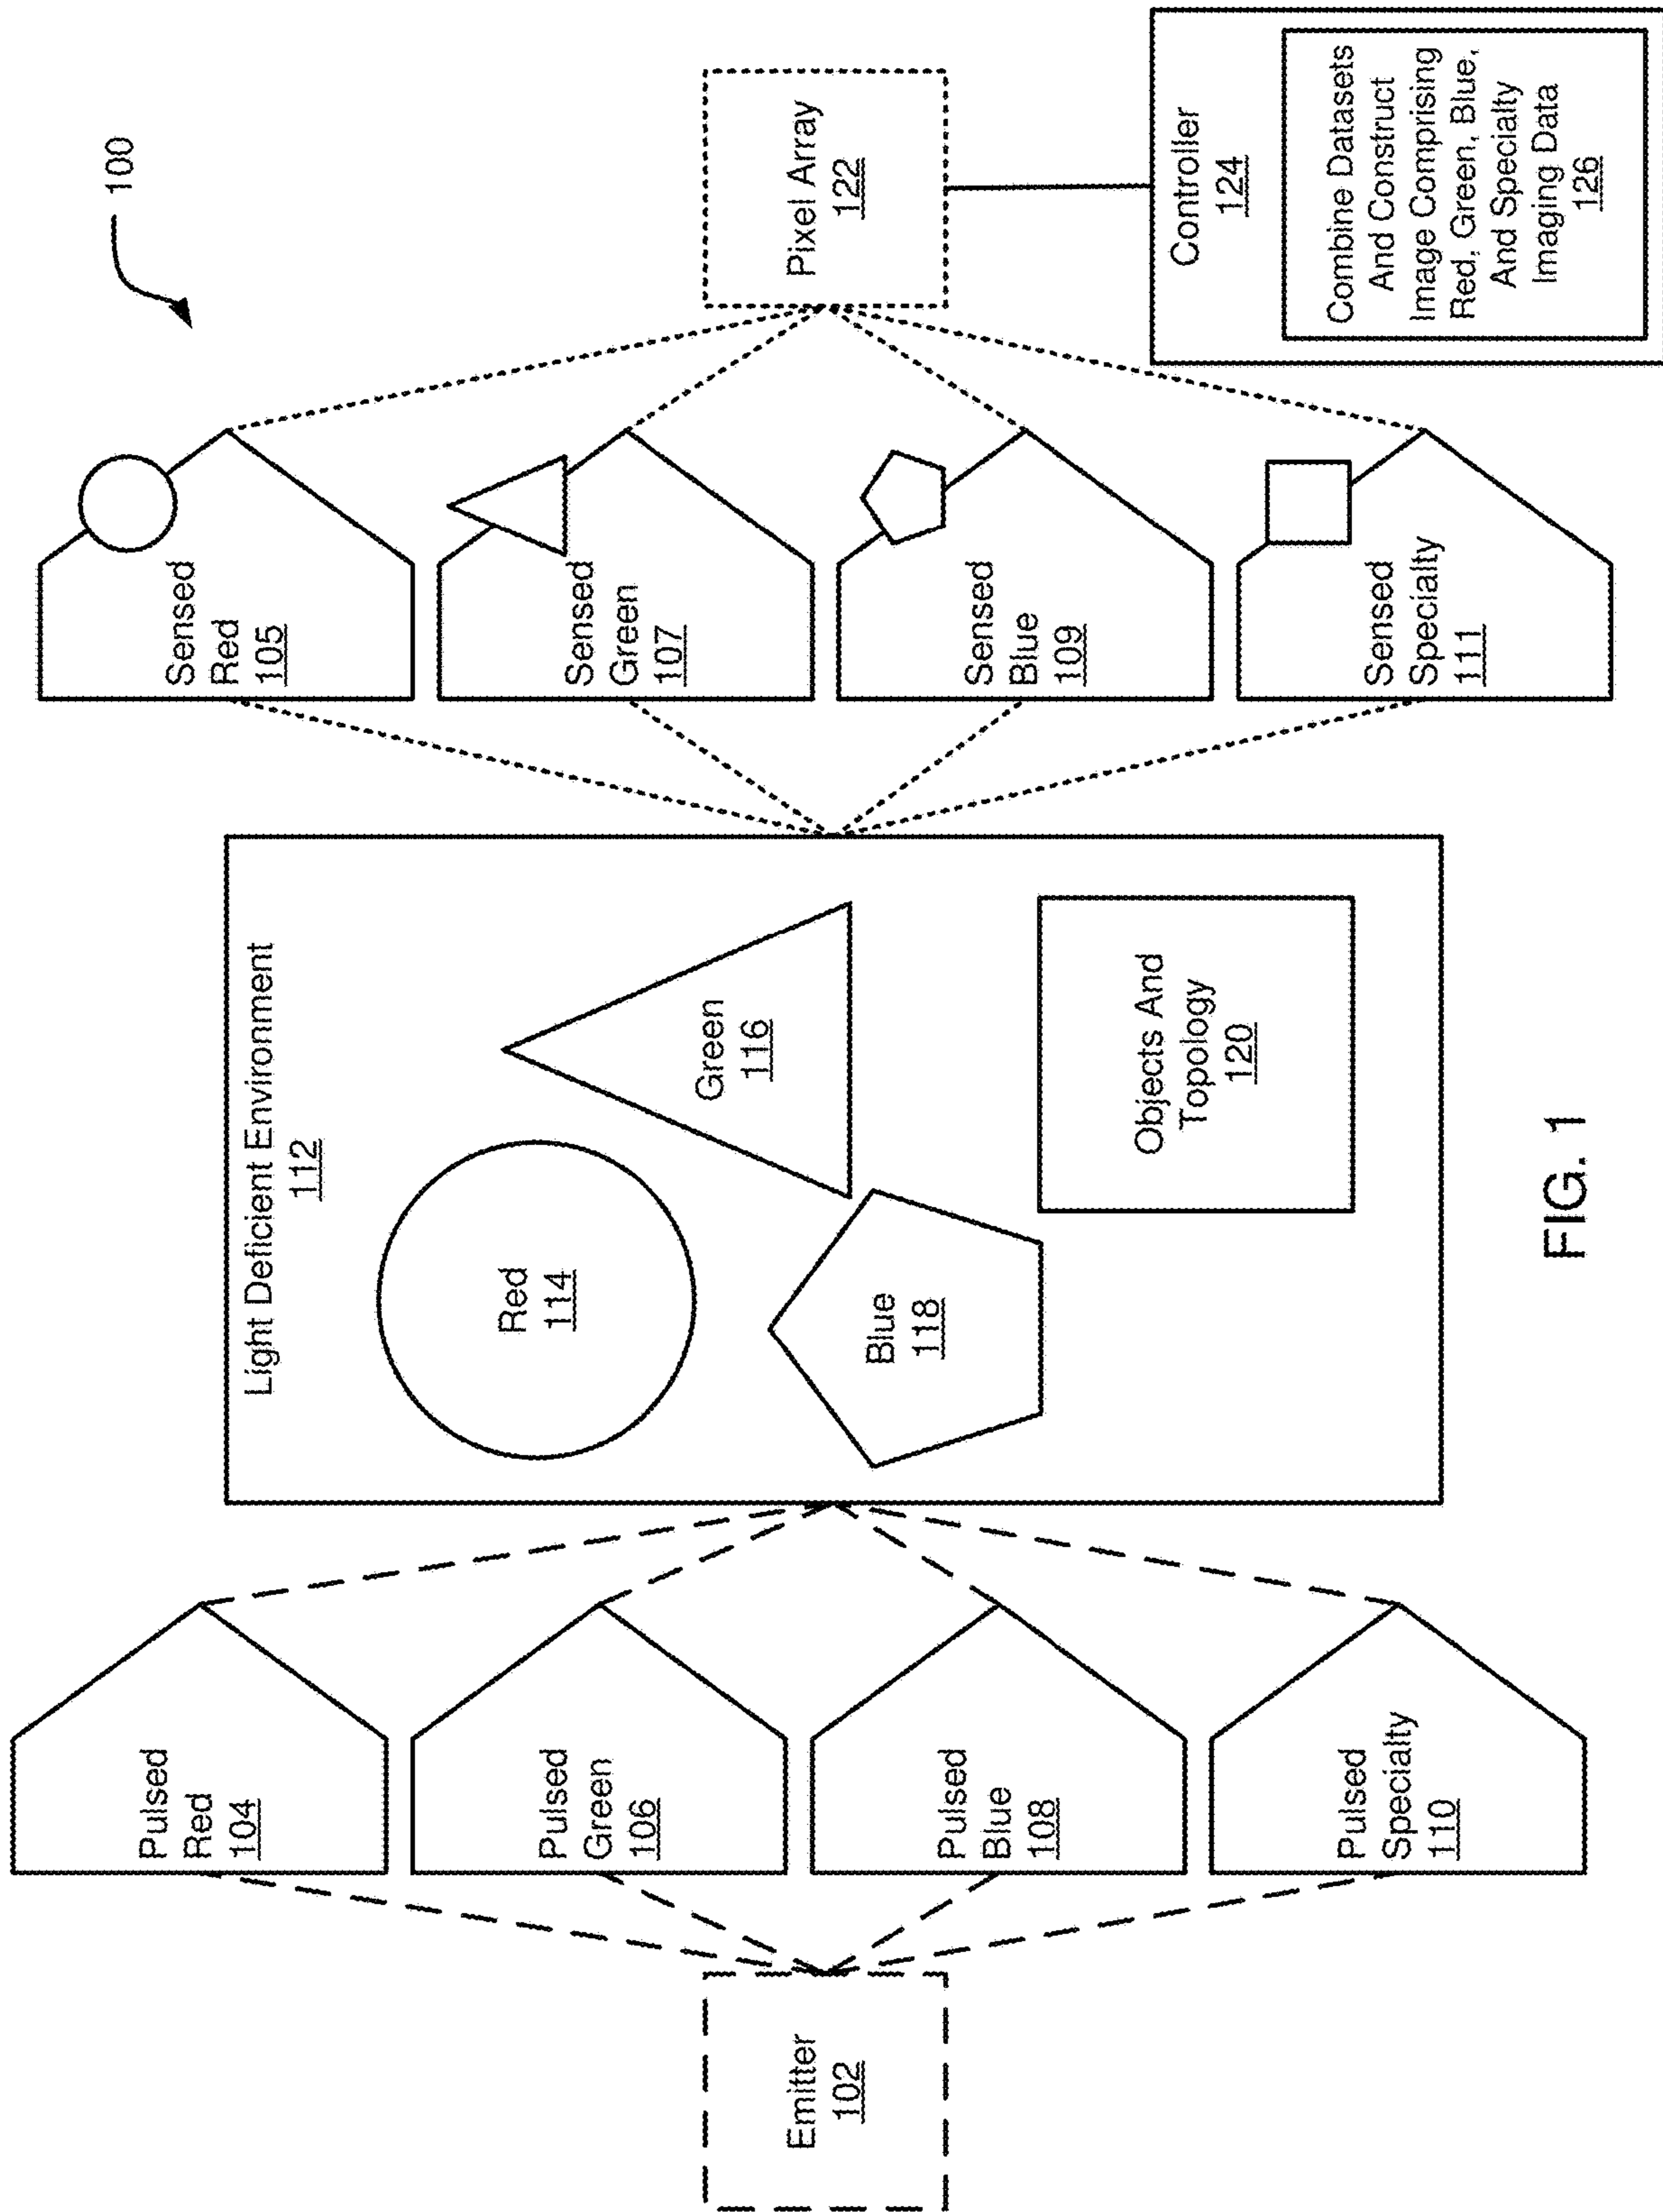 100
Emitter
102
Pulsed
Red
104
Pulsed
Green
106
Pulsed
Blue
108
Pulsed
Specialty
110
Light Deficient Environment
112
Red
114
Green
116
Blue
118
Objects And
Topology
120
Sensed
Red
105
Sensed
Green
107
Sensed
Blue
109
Sensed
Specialty
111
Pixel Array
122
Controller
124
Combine Datasets
And Construct
Image Comprising
Red, Green, Blue,
And Specialty
Imaging Data
126
FIG. 1